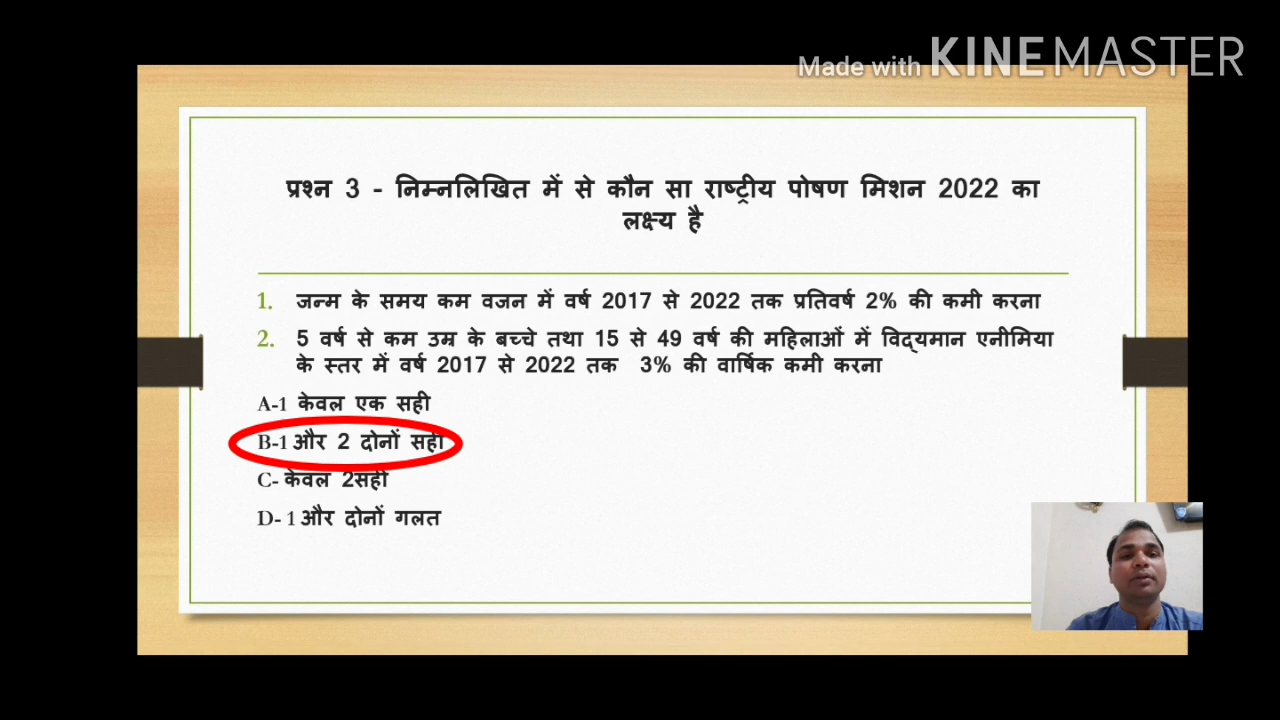 Made with KINEMASTER
प्रश्न 3 - निम्नलिखित में से कौन सा राष्ट्रीय पोषण मिशन 2022 का
लक्ष्य है
1. जन्म के समय कम वजन में वर्ष 2017 से 2022 तक प्रतिवर्ष 2% की कमी करना
2. 5 वर्ष से कम उम्र के बच्चे तथा 15 से 49 वर्ष की महिलाओं में विद्यमान एनीमिया
के स्तर में वर्ष 2017 से 2022 तक 3% की वार्षिक कमी करना
A-1 केवल एक सही
B-1 और 2 दोनों सही
C- केवल 2सही
D- 1 और दोनों गलत